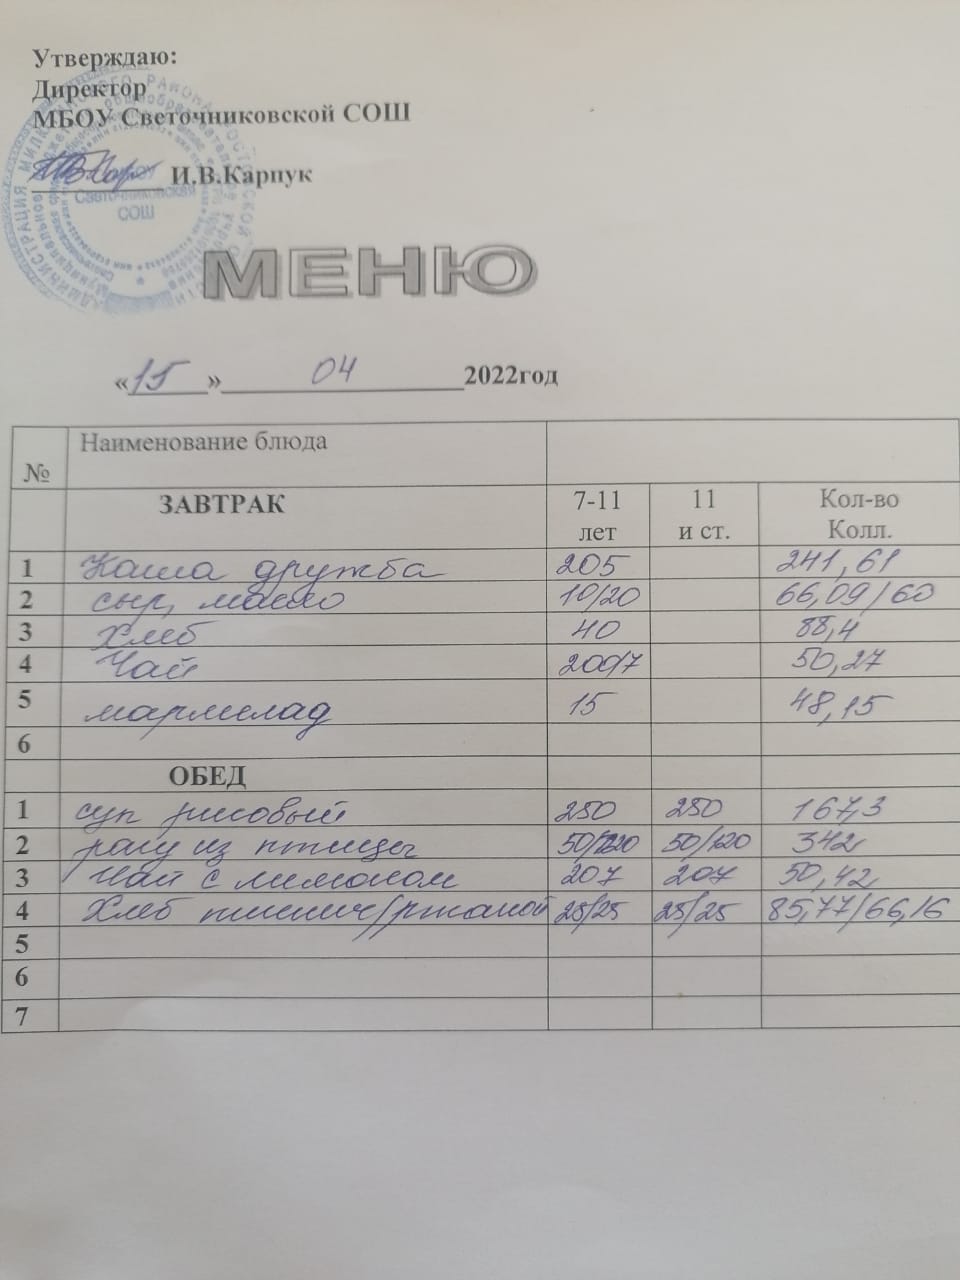 Утверждаю:
Директор
МБОУ Светочниковской СОШ
И.В.Карпук
Светочниковская
СОШ
МЕНЮ
«15» 04 2022год
№ Наименование блюда
ЗАВТРАК 7-11 лет 11 и ст. Кол-во Колл.
1 Каша дружба 205 241,61
2 сыр, масло 10/20 66,09/60
3 Хлеб 40 88,4
4 Чай 200/7 50,27
5 мармелад 15 48,15
6
ОБЕД
1 суп рисовый 250 250 167,3
2 рагу из птицы 50/120 50/120 342
3 Чай с лимоном 207 207 50,42
4 Хлеб пшенич/ржаной 25/25 25/25 85,77/66,16
5
6
7